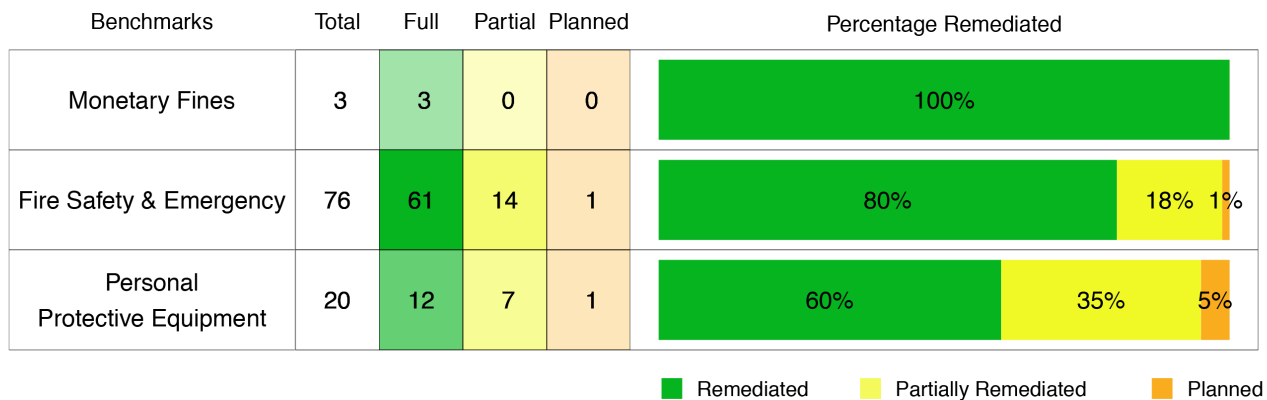 Benchmarks Total Full Partial Planned Percentage Remediated
Monetary Fines 3 3 0 0 100%
Fire Safety & Emergency 76 61 14 1 80% 18% 1%
Personal
Protective Equipment 20 12 7 1 60% 35% 5%
Remediated Partially Remediated Planned